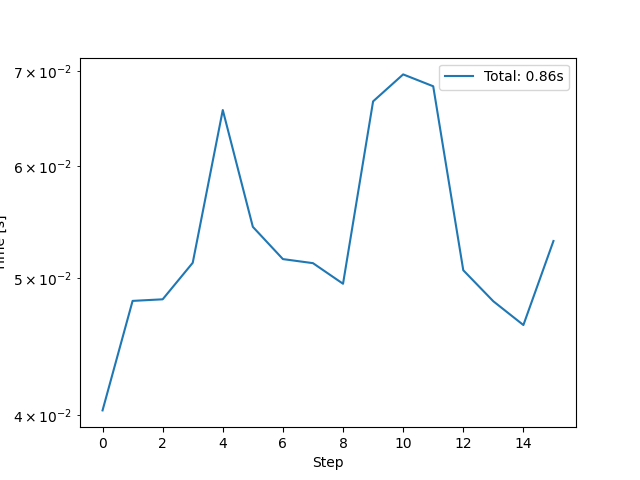 7 × 10⁻²
6 × 10⁻²
5 × 10⁻²
4 × 10⁻²
[s]
Total: 0.86s
0 2 4 6 8 10 12 14
Step